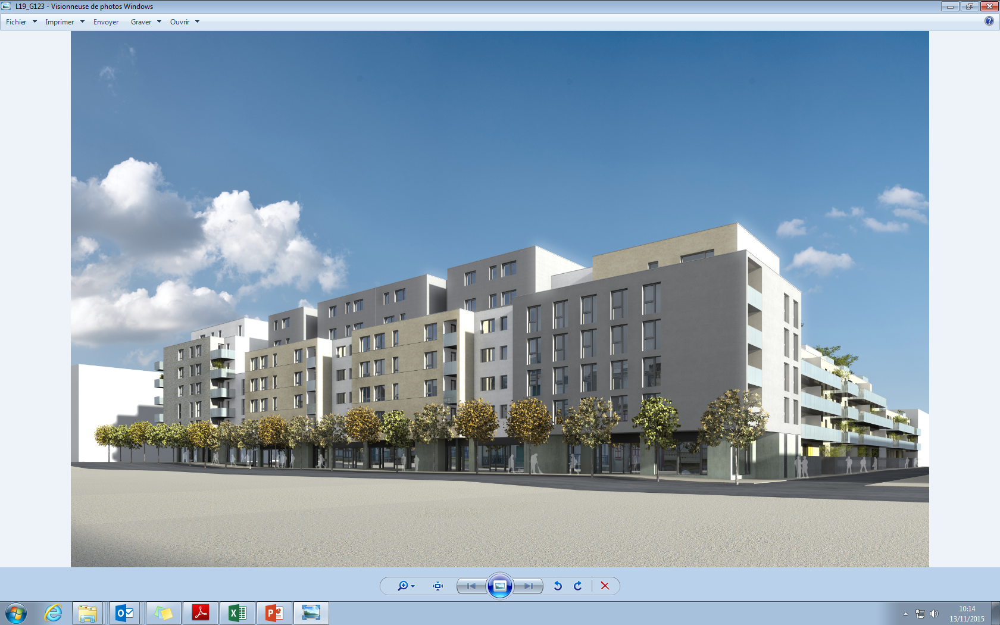 L19_G123 - Visionneuse de photos Windows
Fichier Imprimer Envoyer Graver Ouvrir
10:14
13/11/2015